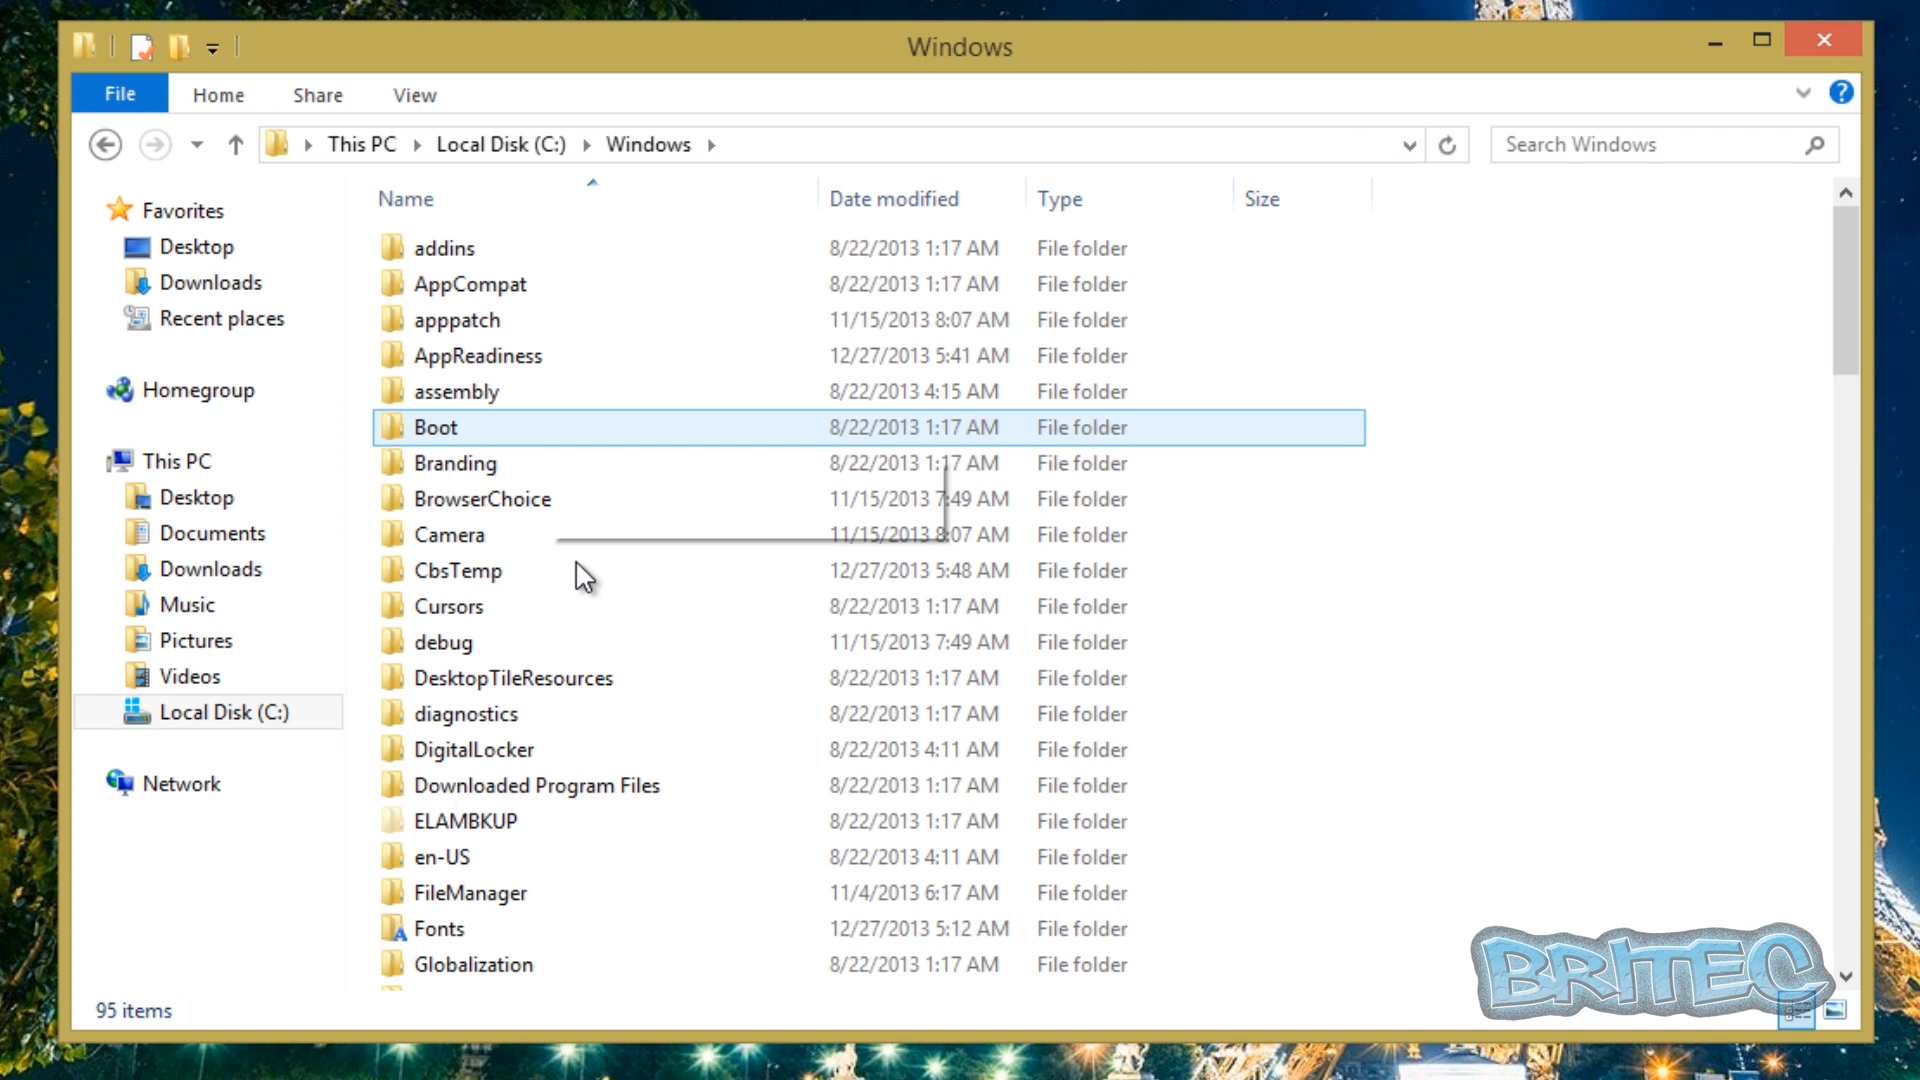 Windows
File Home Share View
This PC Local Disk (C:) Windows
Search Windows
Favorites
Desktop
Downloads
Recent places
Homegroup
This PC
Desktop
Documents
Downloads
Music
Pictures
Videos
Local Disk (C:)
Network
Name Date modified Type Size
addins 8/22/2013 1:17 AM File folder
AppCompat 8/22/2013 1:17 AM File folder
apppatch 11/15/2013 8:07 AM File folder
AppReadiness 12/27/2013 5:41 AM File folder
assembly 8/22/2013 4:15 AM File folder
Boot 8/22/2013 1:17 AM File folder
Branding 8/22/2013 1:17 AM File folder
BrowserChoice 11/15/2013 7:49 AM File folder
Camera 11/15/2013 8:07 AM File folder
CbsTemp 12/27/2013 5:48 AM File folder
Cursors 8/22/2013 1:17 AM File folder
debug 11/15/2013 7:49 AM File folder
DesktopTileResources 8/22/2013 1:17 AM File folder
diagnostics 8/22/2013 1:17 AM File folder
DigitalLocker 8/22/2013 4:11 AM File folder
Downloaded Program Files 8/22/2013 1:17 AM File folder
ELAMBKUP 8/22/2013 1:17 AM File folder
en-US 8/22/2013 4:11 AM File folder
FileManager 11/4/2013 6:17 AM File folder
Fonts 12/27/2013 5:12 AM File folder
Globalization 8/22/2013 1:17 AM File folder
95 items
BRITEC